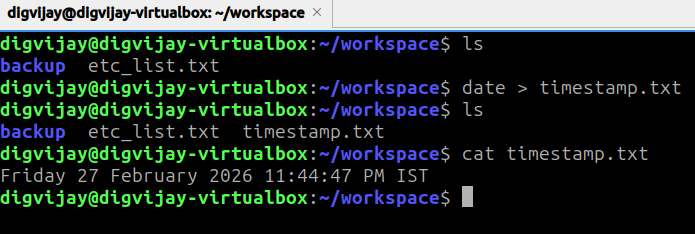 digvijay@digvijay-virtualbox: ~/workspace ×
digvijay@digvijay-virtualbox:~/workspace$ ls
backup  etc_list.txt
digvijay@digvijay-virtualbox:~/workspace$ date > timestamp.txt
digvijay@digvijay-virtualbox:~/workspace$ ls
backup  etc_list.txt  timestamp.txt
digvijay@digvijay-virtualbox:~/workspace$ cat timestamp.txt
Friday 27 February 2026 11:44:47 PM IST
digvijay@digvijay-virtualbox:~/workspace$